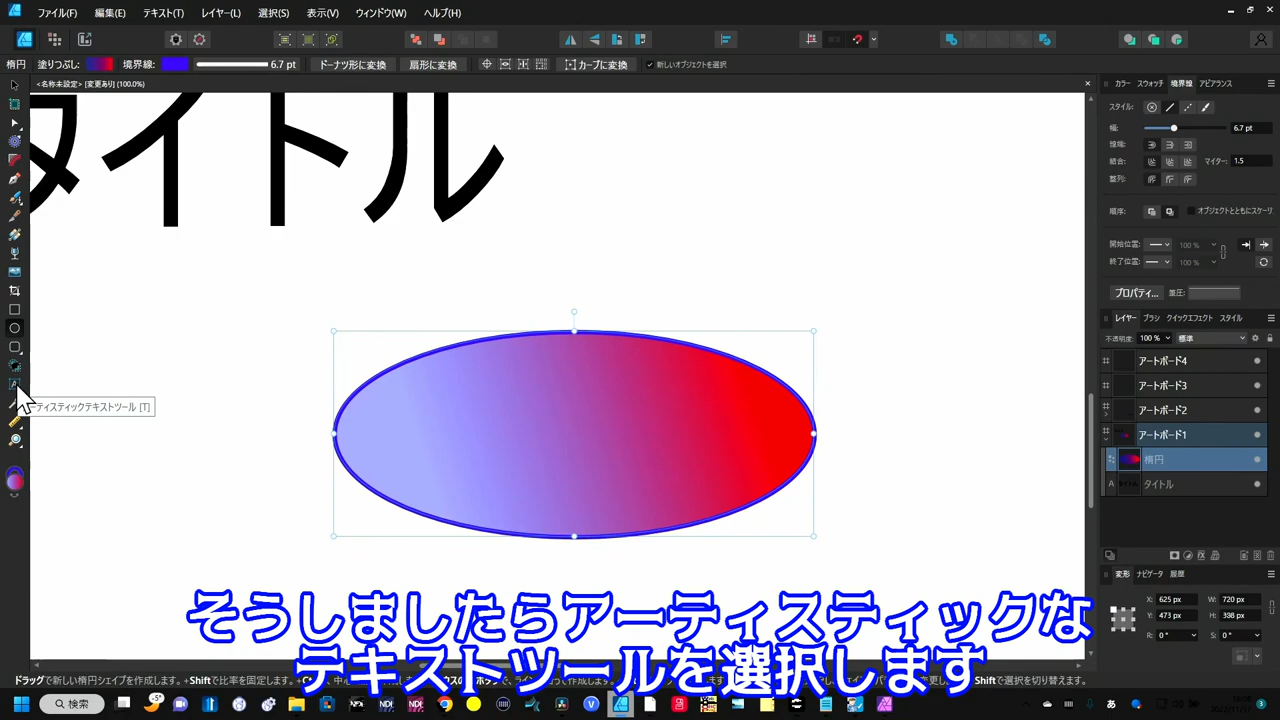 ファイル(F) 編集(E) テキスト(T) レイヤー(L) 選択(S) 表示(V) ウィンドウ(W) ヘルプ(H)
楕円 塗りつぶし: 境界線: 6.7 pt ドーナツ形に変換 扇形に変換 カーブに変換 新しいオブジェクトを選択
<名称未設定> [変更あり] (100.0%)
カラー スウォッチ 境界線 アピアランス
スタイル:
幅: 6.7 pt
先端:
結合: マイター: 1.5
整列:
順序: オブジェクトとともにスケーリ
開始位置: 100 %
終了位置: 100 %
プロパティ... 筆圧:
レイヤー ブラシ クイックエフェクト スタイル
不透明度: 100 % 標準
アートボード4
アートボード3
アートボード2
アートボード1
楕円
A タイトル
変形 ナビゲータ 履歴
X: 625 px W: 720 px
Y: 473 px H: 308 px
R: 0 ° S: 0 °
タイトル
ーティスティックテキストツール [T]
そうしましたらアーティスティックな
テキストツールを選択します
ドラッグで新しい楕円シェイプを作成します。+Shiftで比率を固定します。
+Shiftで選択を切り替えます。
検索
5°
あ
2022/11/17